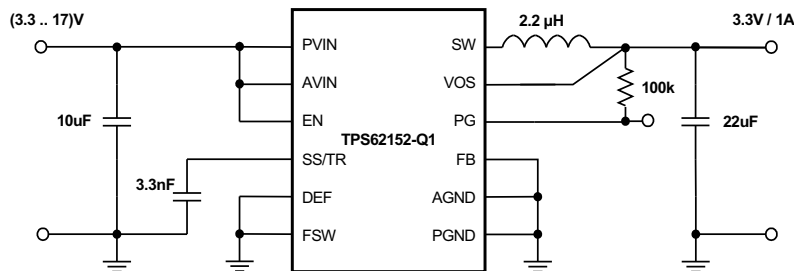 (3.3 .. 17)V
2.2 µH
3.3V / 1A
PVIN
SW
AVIN
VOS
100k
10uF
EN
PG
22uF
TPS62152-Q1
SS/TR
FB
3.3nF
DEF
AGND
FSW
PGND